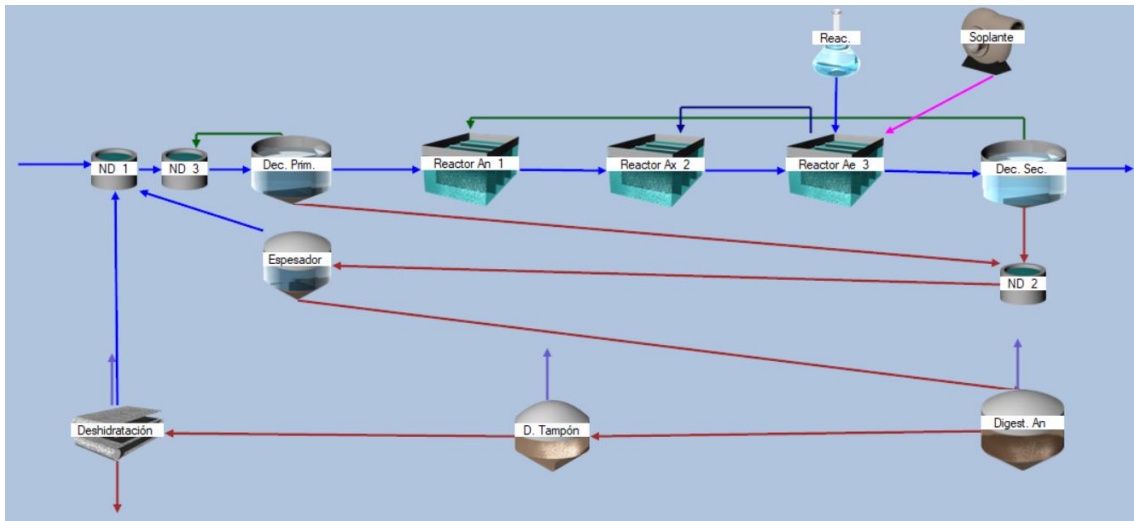 Reac.
Soplante
ND 1
ND 3
Dec. Prim.
Reactor An 1
Reactor Ax 2
Reactor Ae 3
Dec. Sec.
Espesador
ND 2
Deshidratación
D. Tampón
Digest. An